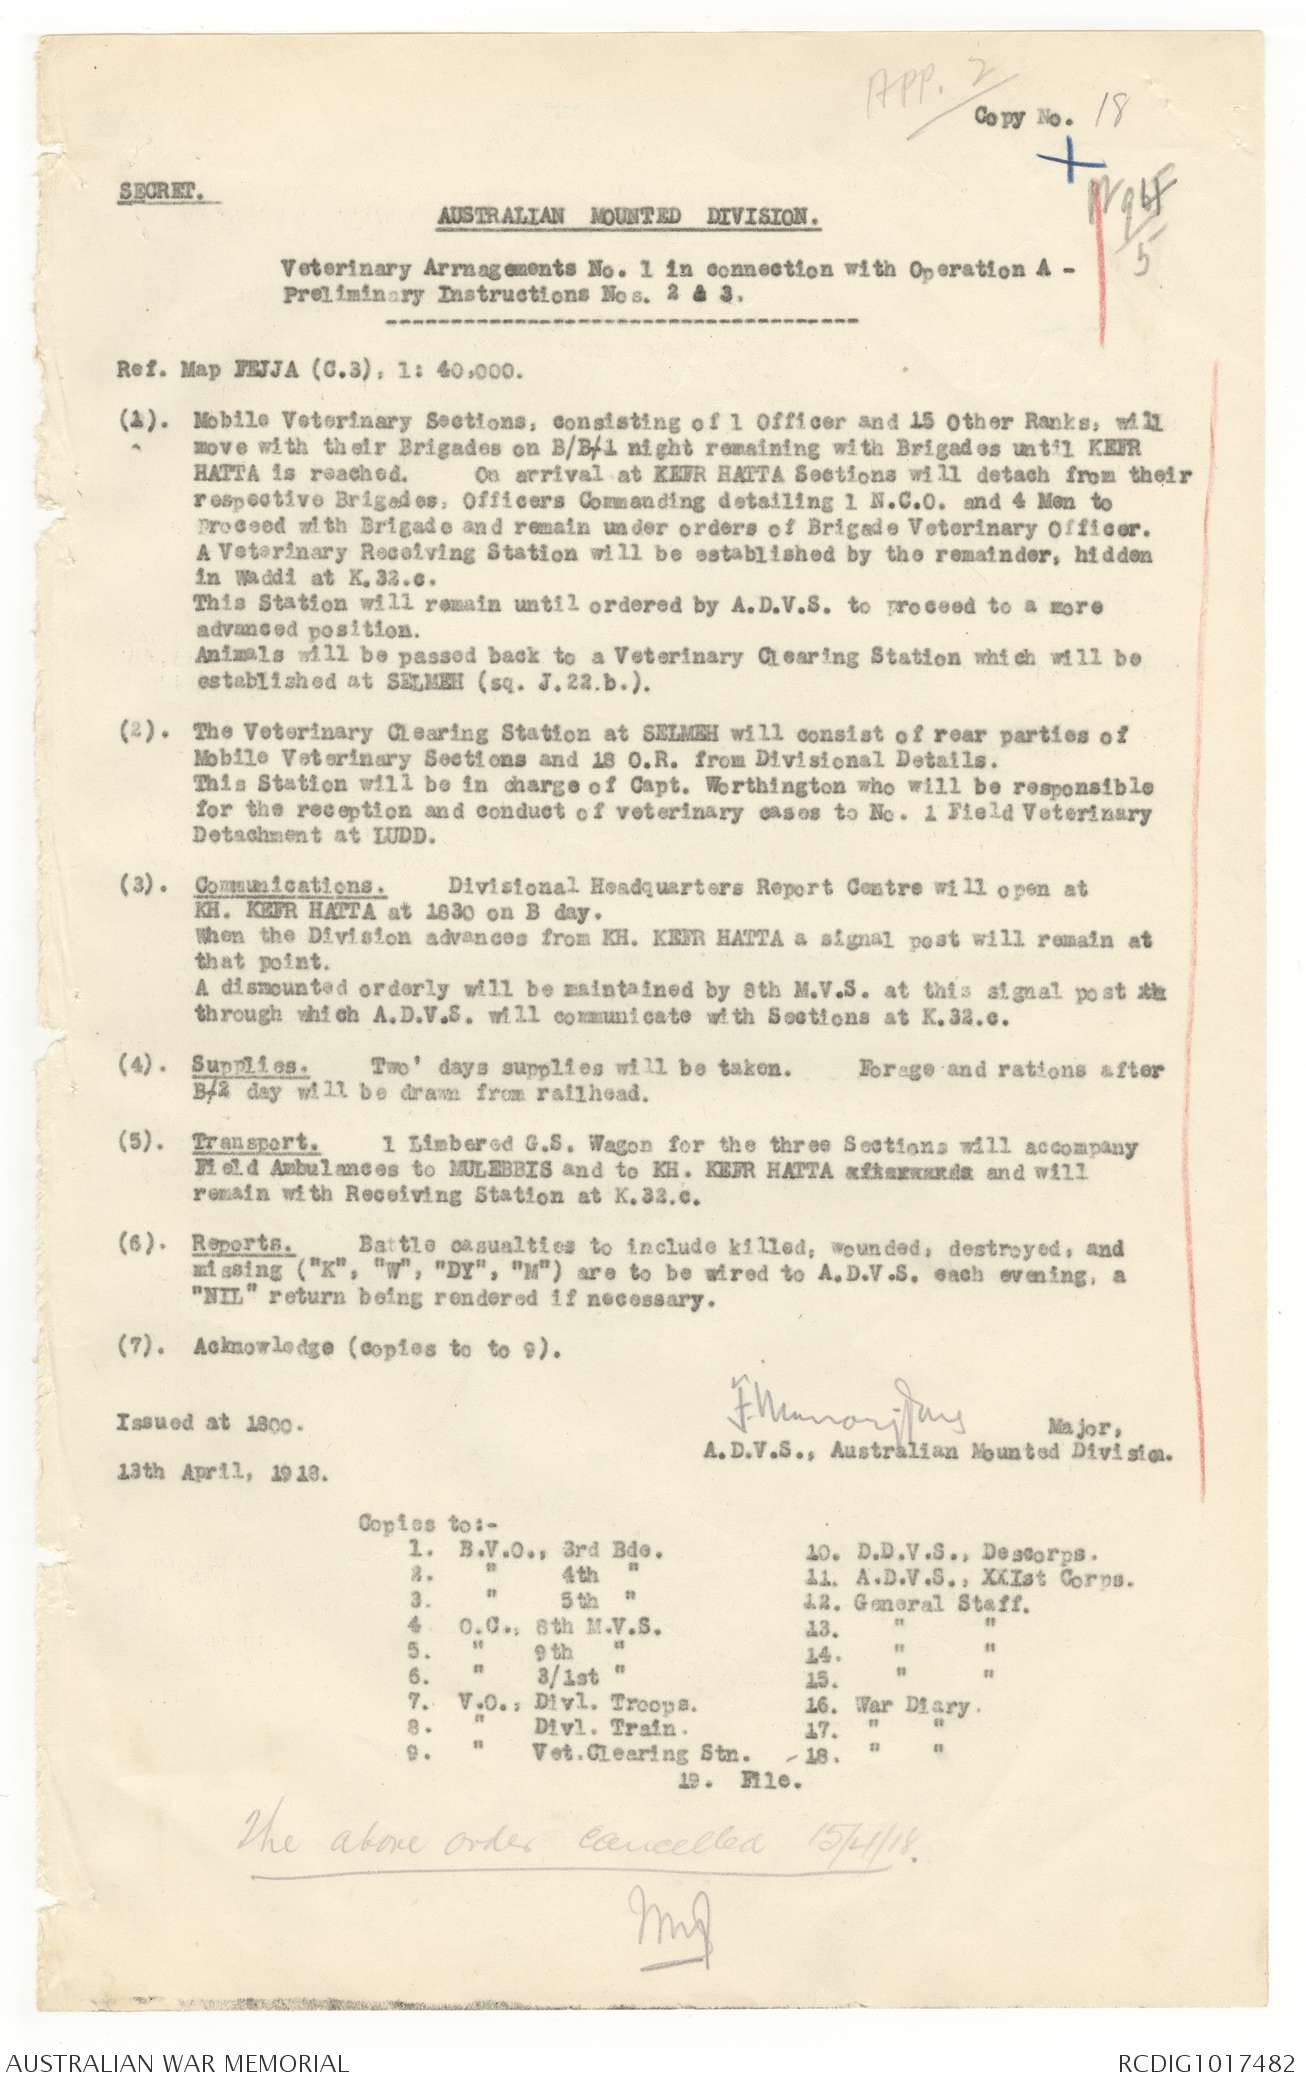 APP. 2
Copy No. 18
SECRET.
AUSTRALIAN MOUNTED DIVISION.
Veterinary Arrnagements No. 1 in connection with Operation A -
Preliminary Instructions Nos. 2 & 3.
Ref. Map FEJJA (C.3), 1: 40,000.
(1). Mobile Veterinary Sections, consisting of 1 Officer and 15 Other Ranks, will
move with their Brigades on B/B/1 night remaining with Brigades until KEFR
HATTA is reached. On arrival at KEFR HATTA Sections will detach from their
respective Brigades, Officers Commanding detailing 1 N.C.O. and 4 Men to
proceed with Brigade and remain under orders of Brigade Veterinary Officer.
A Veterinary Receiving Station will be established by the remainder, hidden
in Waddi at K.32.c.
This Station will remain until ordered by A.D.V.S. to proceed to a more
advanced position.
Animals will be passed back to a Veterinary Clearing Station which will be
established at SELMEH (sq. J.22.b.).
(2). The Veterinary Clearing Station at SELMEH will consist of rear parties of
Mobile Veterinary Sections and 18 O.R. from Divisional Details.
This Station will be in charge of Capt. Worthington who will be responsible
for the reception and conduct of veterinary cases to No. 1 Field Veterinary
Detachment at LUDD.
(3). Communications. Divisional Headquarters Report Centre will open at
KH. KEFR HATTA at 1830 on B day.
When the Division advances from KH. KEFR HATTA a signal post will remain at
that point.
A dismounted orderly will be maintained by 8th M.V.S. at this signal post
through which A.D.V.S. will communicate with Sections at K.32.c.
(4). Supplies. Two' days supplies will be taken. Forage and rations after
B/2 day will be drawn from railhead.
(5). Transport. 1 Limbered G.S. Wagon for the three Sections will accompany
Field Ambulances to MULEBBIS and to KH. KEFR HATTA afterwards and will
remain with Receiving Station at K.32.c.
(6). Reports. Battle casualties to include killed, wounded, destroyed, and
missing ("K", "W", "DY", "M") are to be wired to A.D.V.S. each evening, a
"NIL" return being rendered if necessary.
(7). Acknowledge (copies to to 9).
Issued at 1800.
Major,
A.D.V.S., Australian Mounted Division.
13th April, 1918.
Copies to:-
1. B.V.O., 3rd Bde.
2. " 4th "
3. " 5th "
4 O.C., 8th M.V.S.
5. " 9th "
6. " 3/1st "
7. V.O., Divl. Troops.
8. " Divl. Train.
9. " Vet.Clearing Stn.
10. D.D.V.S., Descorps.
11. A.D.V.S., XXIst Corps.
12. General Staff.
13. " "
14. " "
15. " "
16. War Diary.
17. " "
18. " "
19. File.
The above order cancelled 15/4/18.
AUSTRALIAN WAR MEMORIAL
RCDIG1017482